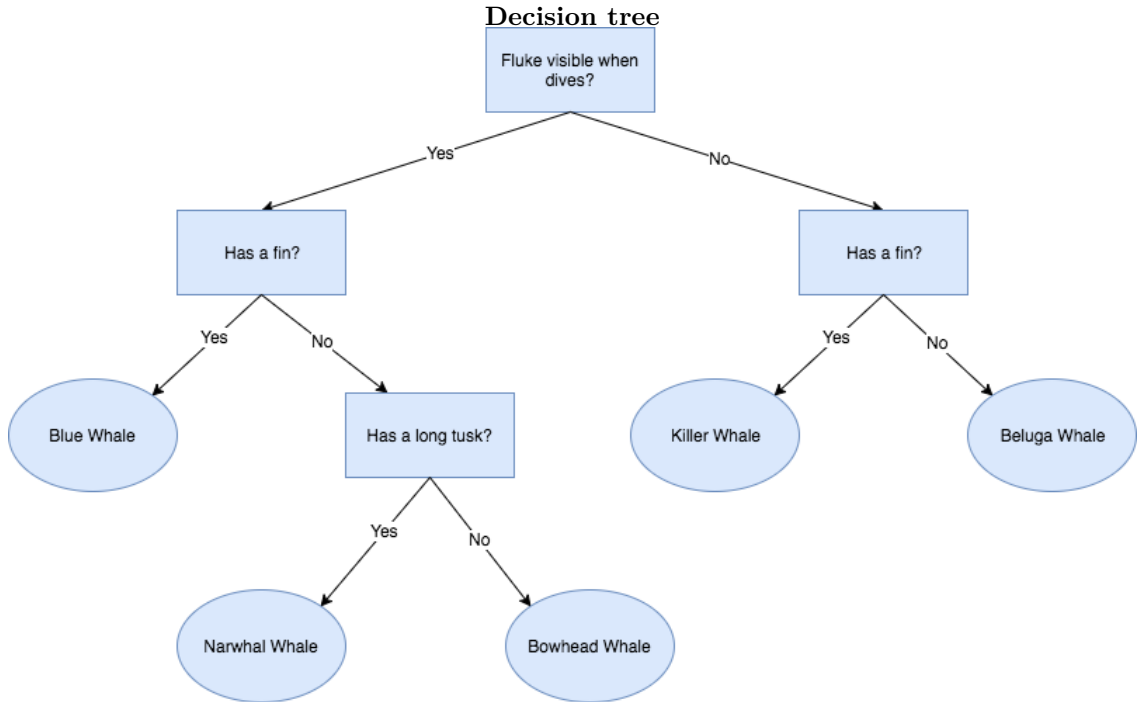 Decision tree
Fluke visible when
dives?
Yes
No
Has a fin?
Has a fin?
Yes
No
Yes
No
Blue Whale
Has a long tusk?
Killer Whale
Beluga Whale
Yes
No
Narwhal Whale
Bowhead Whale